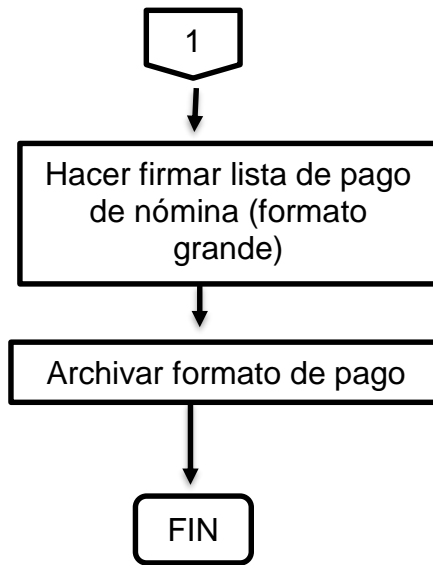 1
Hacer firmar lista de pago
de nómina (formato
grande)
Archivar formato de pago
FIN